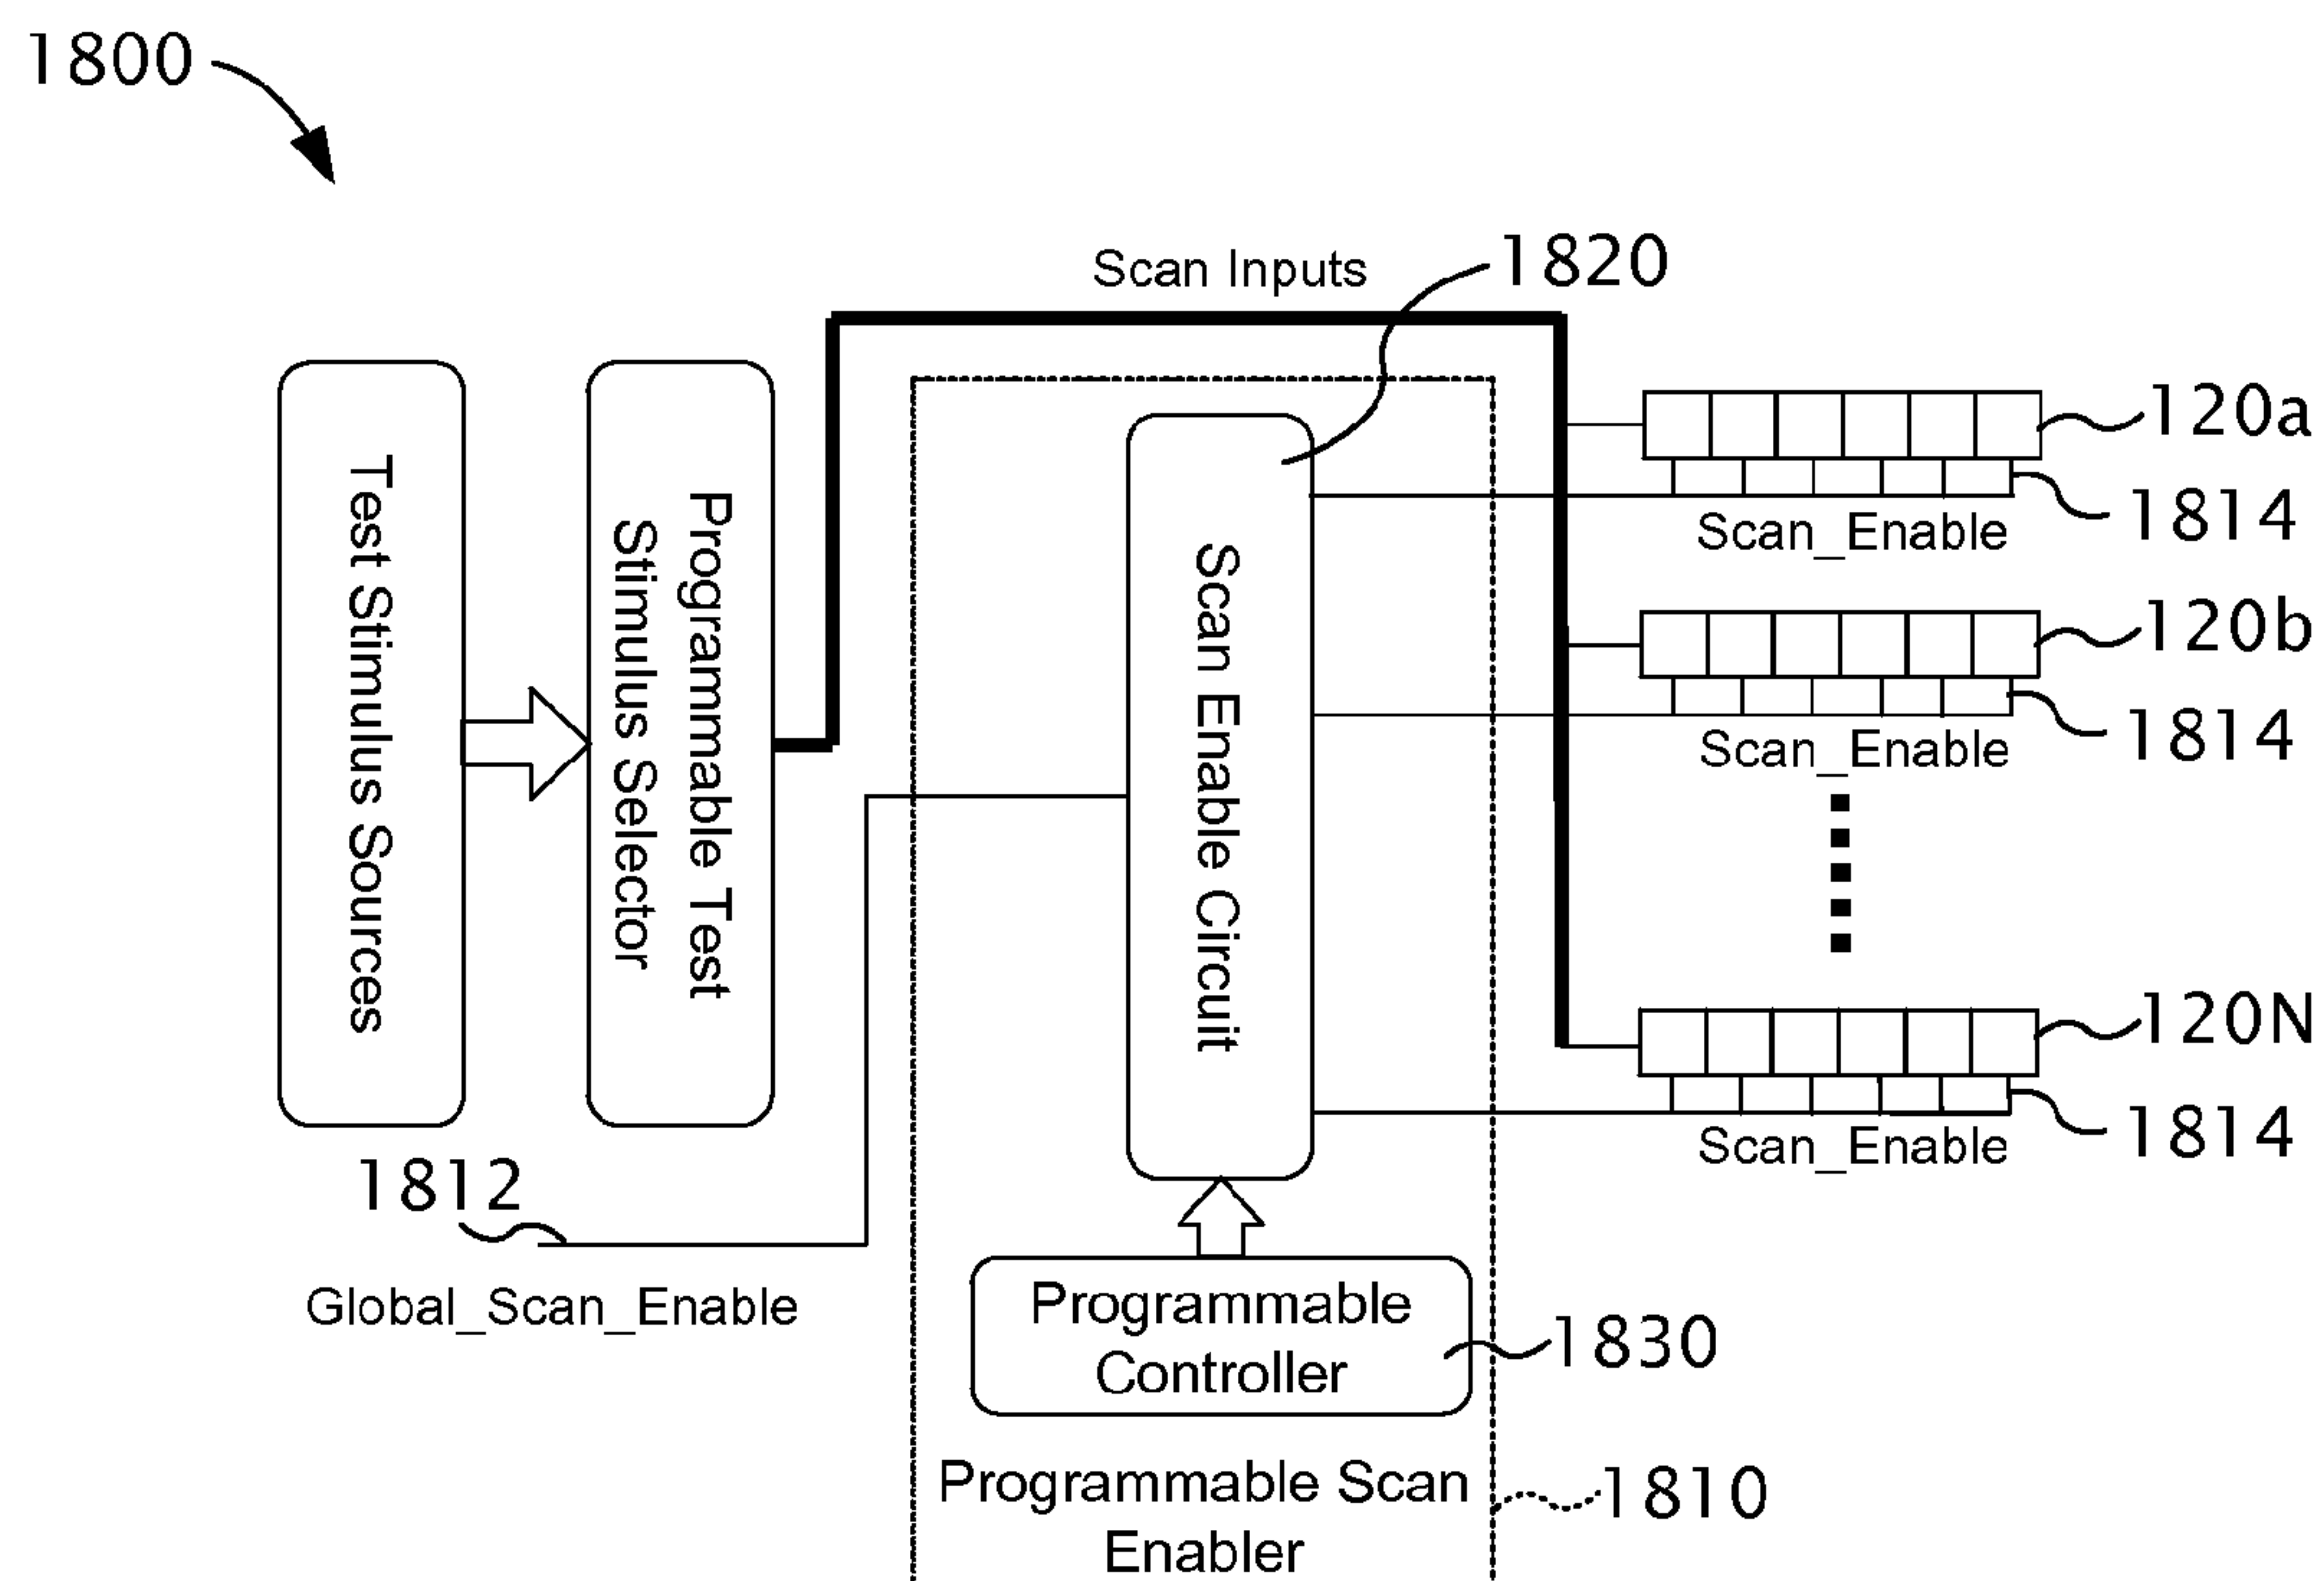 1800
Scan Inputs
1820
Test Stimulus Sources
Programmable Test
Stimulus Selector
Scan Enable Circuit
120a
1814
Scan_Enable
120b
1814
Scan_Enable
120N
1814
Scan_Enable
1812
Global_Scan_Enable
Programmable
Controller
1830
Programmable Scan
Enabler
1810